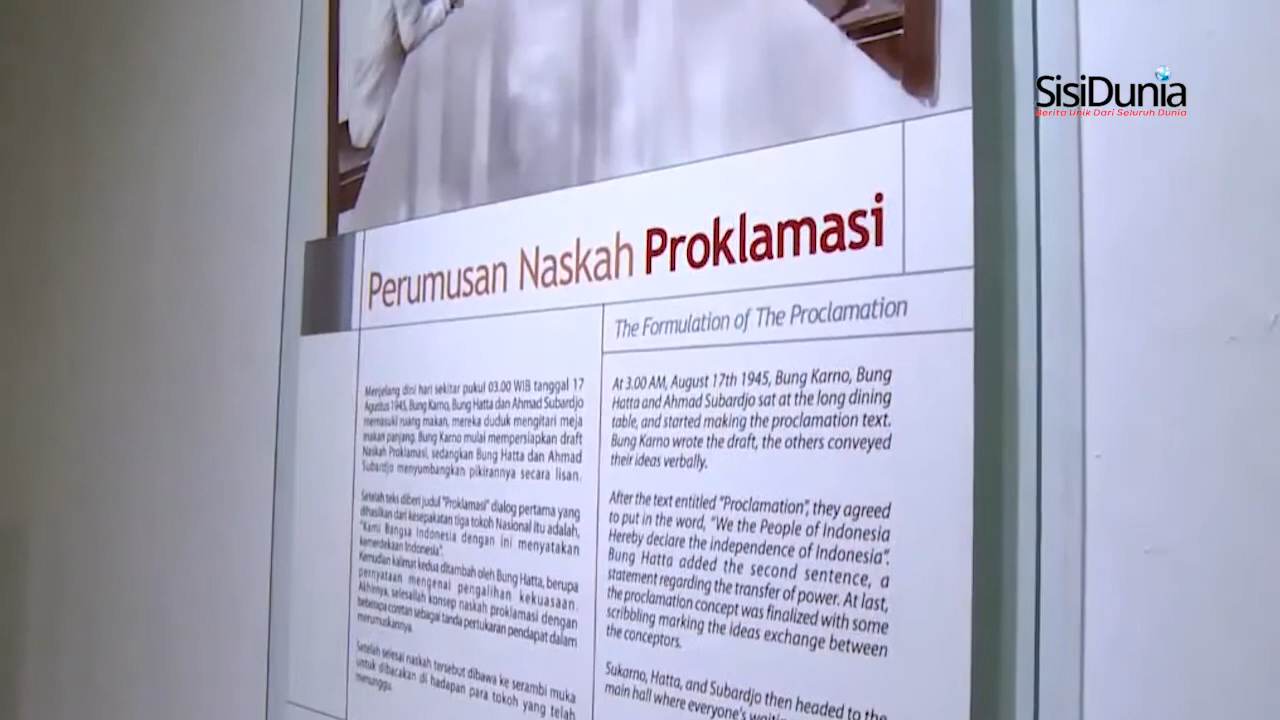 SisiDunia
Berita Unik Dari Seluruh Dunia
Perumusan Naskah Proklamasi
The Formulation of The Proclamation
Menjelang dini hari sekitar pukul 03.00 WIB tanggal 17
Agustus 1945, Bung Karno, Bung Hatta dan Ahmad Subardjo
memasuki ruang makan, mereka duduk mengitari meja
makan panjang. Bung Karno mulai mempersiapkan draft
Naskah Proklamasi, sedangkan Bung Hatta dan Ahmad
Subardjo menyumbangkan pikirannya secara lisan.
Setelah teks diberi judul "Proklamasi" dialog pertama yang
dihasilkan dari kesepakatan tiga tokoh Nasional itu adalah,
"Kami Bangsa Indonesia dengan ini menyatakan
kemerdekaan Indonesia".
Kemudian kalimat kedua ditambah oleh Bung Hatta, berupa
pernyataan mengenai pengalihan kekuasaan.
Akhirnya, selesailah konsep naskah proklamasi dengan
beberapa coretan sebagai tanda pertukaran pendapat dalam
merumuskannya.
Setelah selesai naskah tersebut dibawa ke serambi muka
untuk dibacakan di hadapan para tokoh yang telah
menunggu.
At 3.00 AM, August 17th 1945, Bung Karno, Bung
Hatta and Ahmad Subardjo sat at the long dining
table, and started making the proclamation text.
Bung Karno wrote the draft, the others conveyed
their ideas verbally.
After the text entitled "Proclamation", they agreed
to put in the word, "We the People of Indonesia
Hereby declare the independence of Indonesia".
Bung Hatta added the second sentence, a
statement regarding the transfer of power. At last,
the proclamation concept was finalized with some
scribbling marking the ideas exchange between
the conceptors.
Sukarno, Hatta, and Subardjo then headed to the
main hall where everyone's